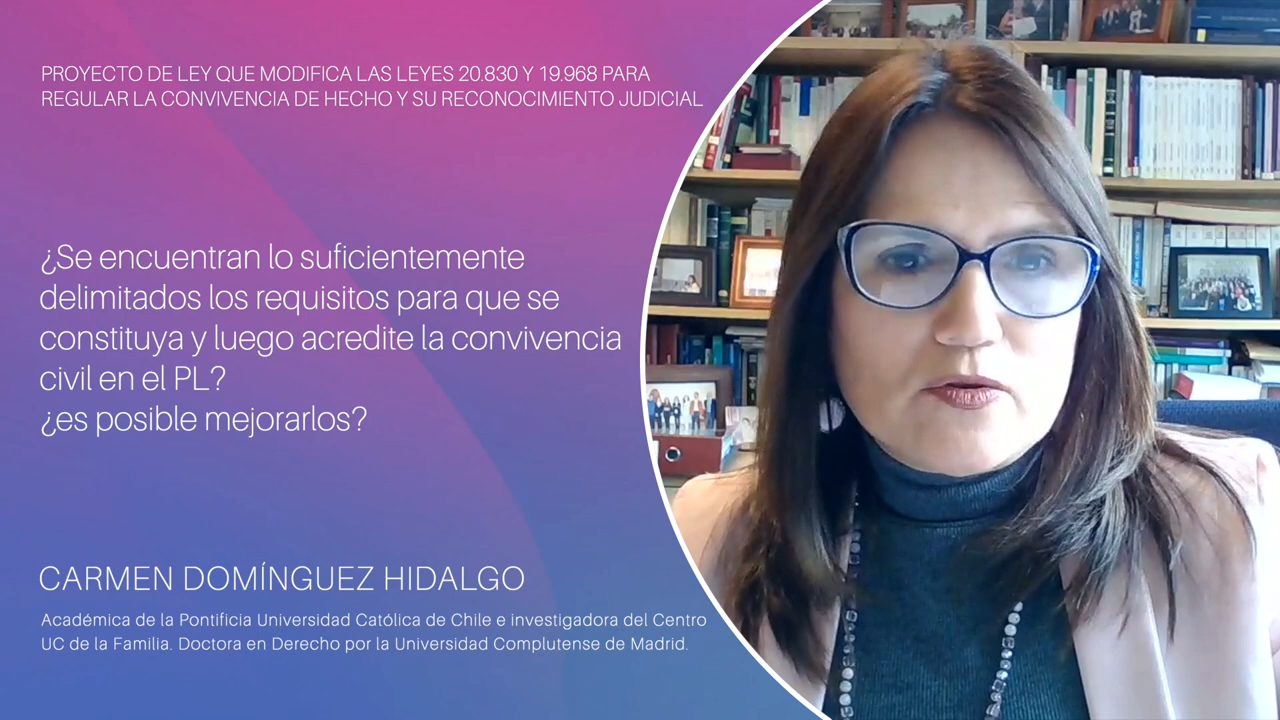 PROYECTO DE LEY QUE MODIFICA LAS LEYES 20.830 Y 19.968 PARA
REGULAR LA CONVIVENCIA DE HECHO Y SU RECONOCIMIENTO JUDICIAL
¿Se encuentran lo suficientemente
delimitados los requisitos para que se
constituya y luego acredite la convivencia
civil en el PL?
¿es posible mejorarlos?
CARMEN DOMÍNGUEZ HIDALGO
Académica de la Pontificia Universidad Católica de Chile e investigadora del Centro
UC de la Familia. Doctora en Derecho por la Universidad Complutense de Madrid.